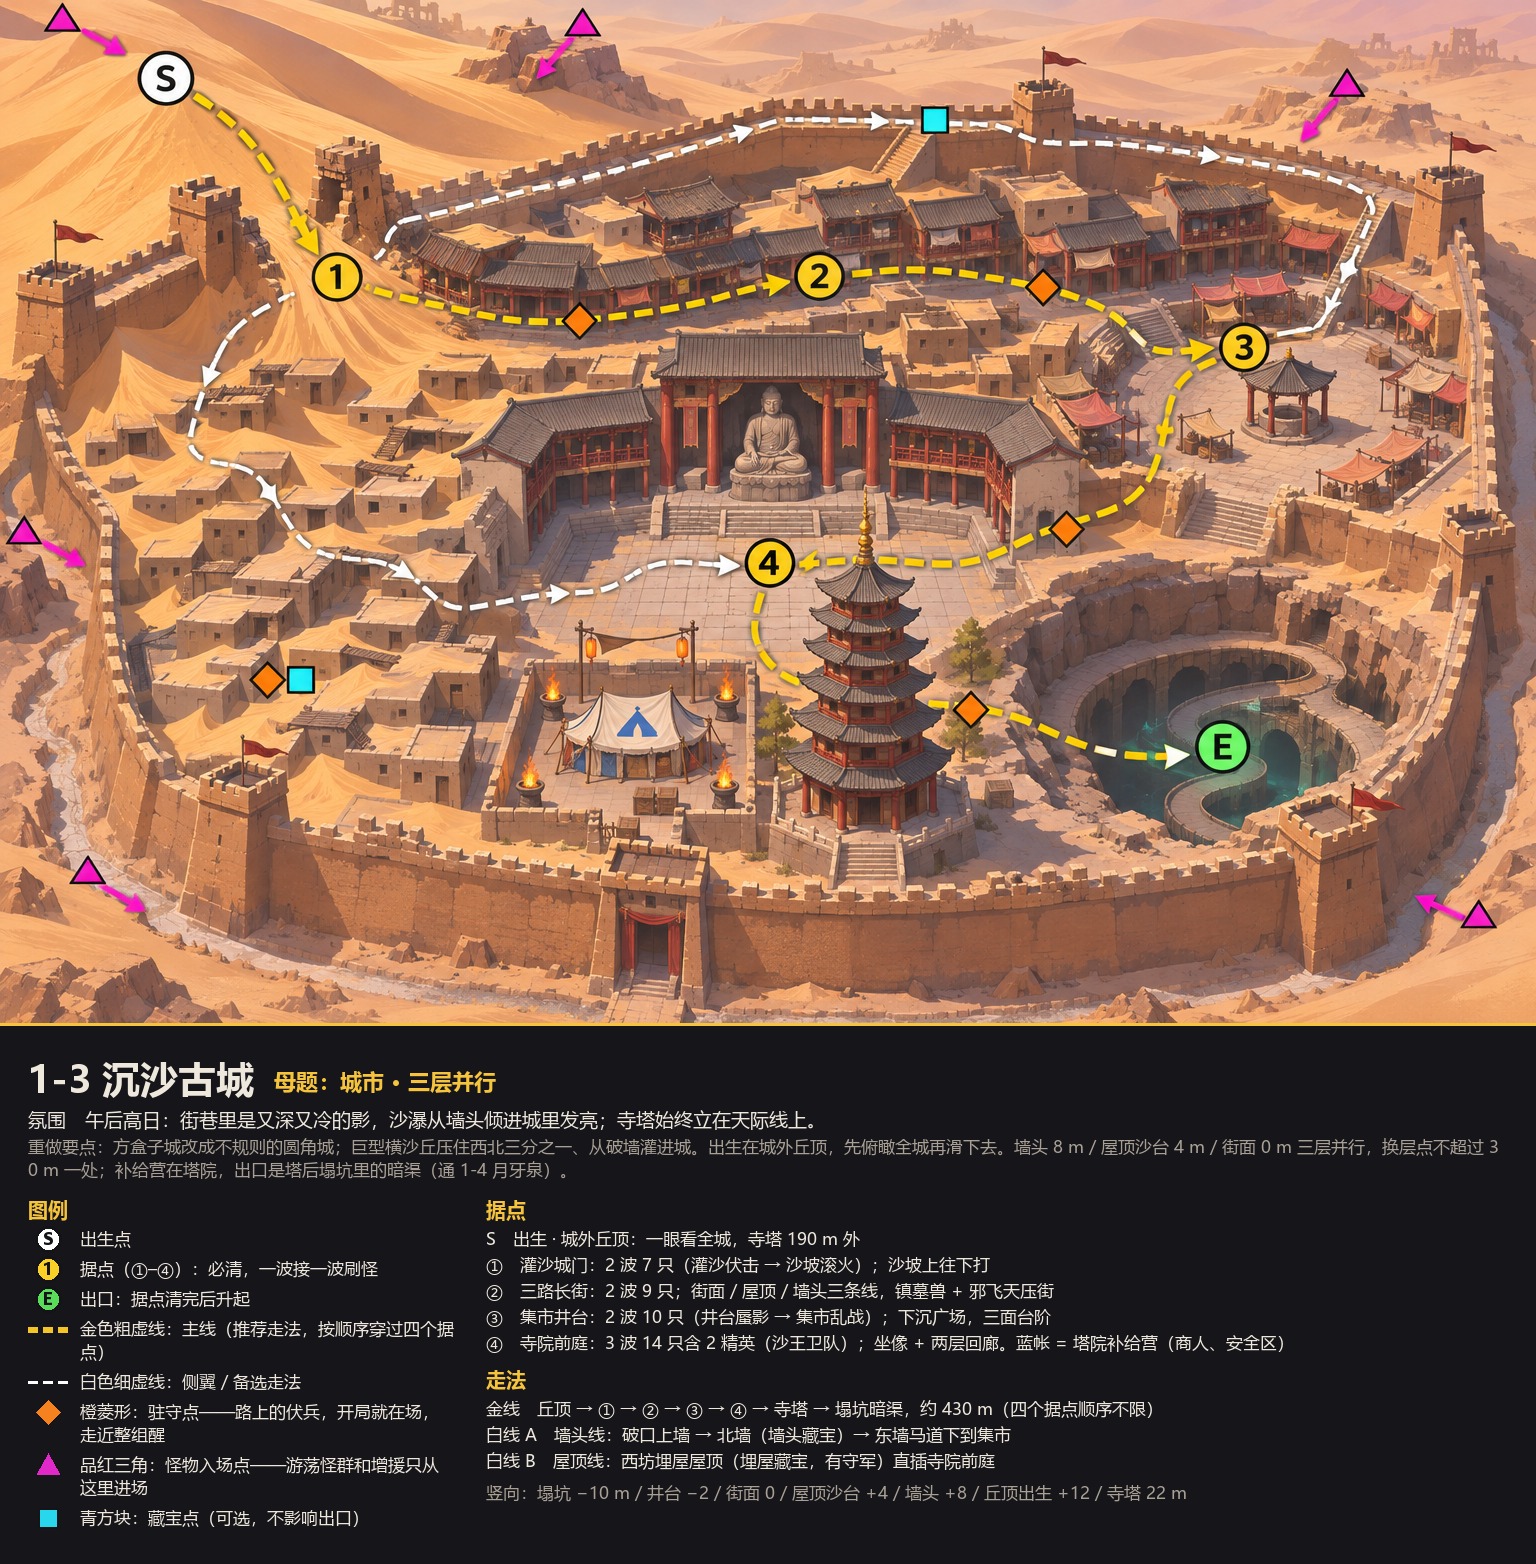 S
1
2
3
4
E
1-3 沉沙古城 母题：城市 · 三层并行
氛围 午后高日：街巷里是又深又冷的影，沙瀑从墙头倾进城里发亮；寺塔始终立在天际线上。
重做要点：方盒子城改成不规则的圆角城；巨型横沙丘压住西北三分之一、从破墙灌进城。出生在城外丘顶，先俯瞰全城再滑下去。墙头 8 m / 屋顶沙台 4 m / 街面 0 m 三层并行，换层点不超过 3
0 m 一处；补给营在塔院，出口是塔后塌坑里的暗渠（通 1-4 月牙泉）。
图例
S 出生点
1 据点（①–④）：必清，一波接一波刷怪
E 出口：据点清完后升起
金色粗虚线：主线（推荐走法，按顺序穿过四个据
点）
白色细虚线：侧翼 / 备选走法
橙菱形：驻守点——路上的伏兵，开局就在场，
走近整组醒
品红三角：怪物入场点——游荡怪群和增援只从
这里进场
青方块：藏宝点（可选，不影响出口）
据点
S 出生 · 城外丘顶：一眼看全城，寺塔 190 m 外
① 灌沙城门：2 波 7 只（灌沙伏击 → 沙坡滚火）；沙坡上往下打
② 三路长街：2 波 9 只；街面 / 屋顶 / 墙头三条线，镇墓兽 + 邪飞天压街
③ 集市井台：2 波 10 只（井台蜃影 → 集市乱战）；下沉广场，三面台阶
④ 寺院前庭：3 波 14 只含 2 精英（沙王卫队）；坐像 + 两层回廊。蓝帐 = 塔院补给营（商人、安全区）
走法
金线 丘顶 → ① → ② → ③ → ④ → 寺塔 → 塌坑暗渠，约 430 m（四个据点顺序不限）
白线 A 墙头线：破口上墙 → 北墙（墙头藏宝）→ 东墙马道下到集市
白线 B 屋顶线：西坊埋屋屋顶（埋屋藏宝，有守军）直插寺院前庭
竖向：塌坑 −10 m / 井台 −2 / 街面 0 / 屋顶沙台 +4 / 墙头 +8 / 丘顶出生 +12 / 寺塔 22 m